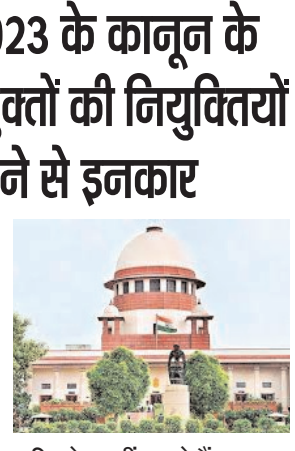 023 के कानून के
क्तों की नियुक्तियों
ने से इनकार